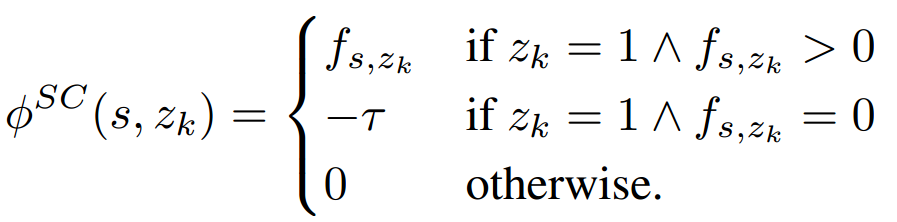 f_{s,z_k} if z_k = 1 ∧ f_{s,z_k} > 0
ϕ^{SC}(s, z_k) = { −τ if z_k = 1 ∧ f_{s,z_k} = 0
0 otherwise.